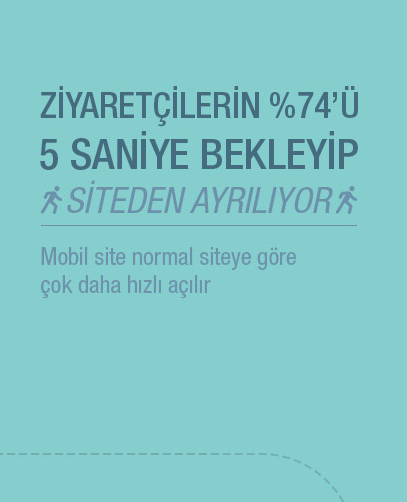 ZİYARETÇİLERİN %74’Ü
5 SANİYE BEKLEYİP
SİTEDEN AYRILIYOR
Mobil site normal siteye göre
çok daha hızlı açılır